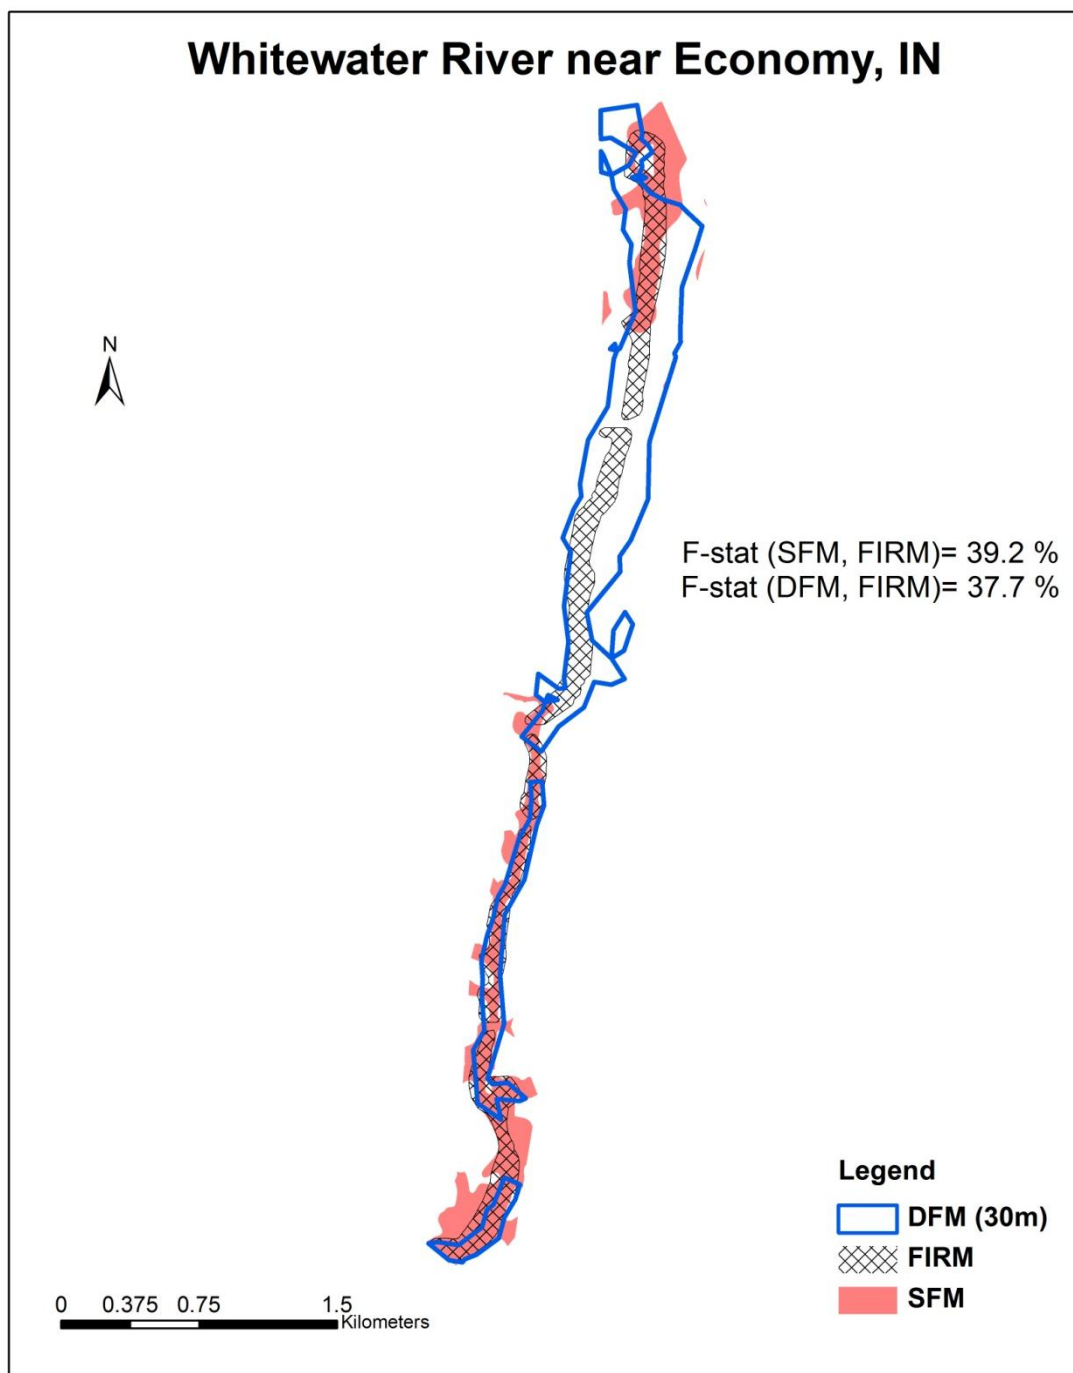 Whitewater River near Economy, IN
N
F-stat (SFM, FIRM)= 39.2 %
F-stat (DFM, FIRM)= 37.7 %
Legend
DFM (30m)
FIRM
SFM
0 0.375 0.75 1.5
Kilometers